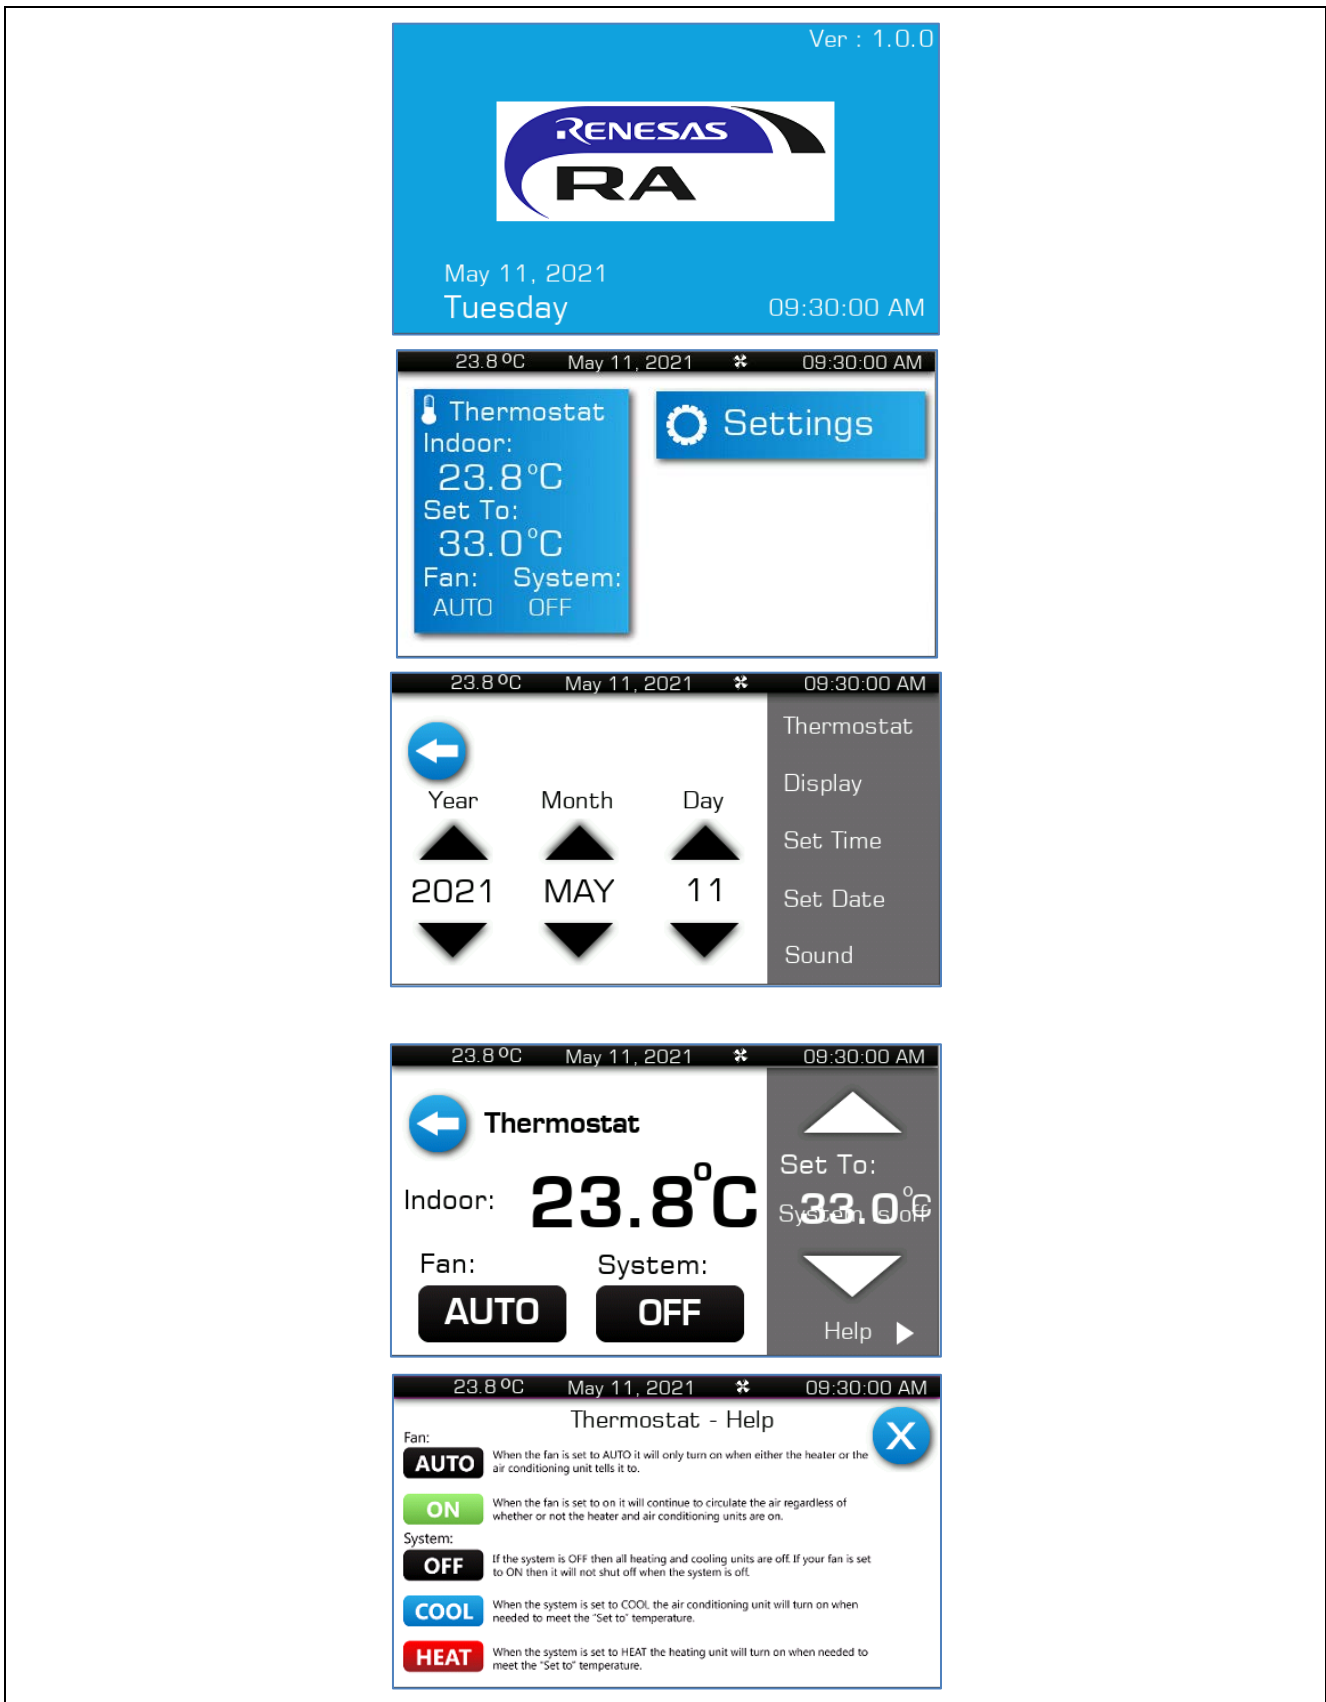 Ver : 1.0.0
RENESAS
RA
May 11, 2021
Tuesday
09:30:00 AM
23.8 ºC May 11, 2021 09:30:00 AM
Thermostat
Indoor:
23.8°C
Set To:
33.0°C
Fan: System:
AUTO OFF
Settings
23.8 ºC May 11, 2021 09:30:00 AM
Year Month Day
2021 MAY 11
Thermostat
Display
Set Time
Set Date
Sound
23.8 ºC May 11, 2021 09:30:00 AM
Thermostat
Indoor: 23.8°C
Fan: System:
AUTO OFF
Set To:
33.0°C
System is off
Help
23.8 ºC May 11, 2021 09:30:00 AM
Thermostat - Help
X
Fan:
AUTO
When the fan is set to AUTO it will only turn on when either the heater or the
air conditioning unit tells it to.
ON
When the fan is set to on it will continue to circulate the air regardless of
whether or not the heater and air conditioning units are on.
System:
OFF
If the system is OFF then all heating and cooling units are off. If your fan is set
to ON then it will not shut off when the system is off.
COOL
When the system is set to COOL the air conditioning unit will turn on when
needed to meet the "Set to" temperature.
HEAT
When the system is set to HEAT the heating unit will turn on when needed to
meet the "Set to" temperature.